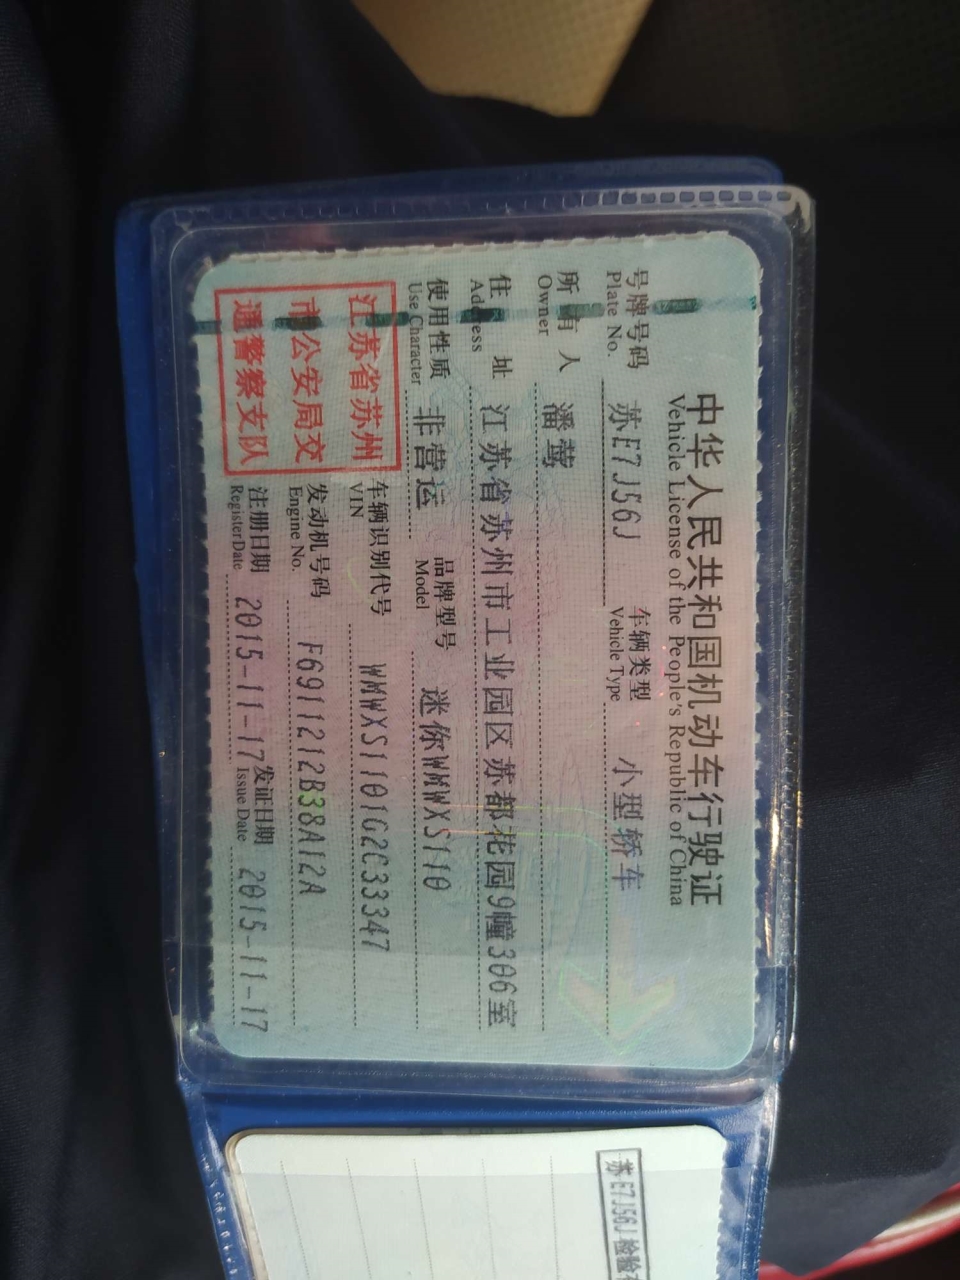 中华人民共和国机动车行驶证
Vehicle License of the People's Republic of China
号牌号码 苏E7J56J 车辆类型 小型轿车
Plate No. Vehicle Type
所有人 潘莺
Owner
住址 江苏省苏州市工业园区苏都花园9幢306室
Address
使用性质 非营运 品牌型号 迷你WMWXS110
Use Character Model
江苏省苏州
市公安局交
通警察支队
车辆识别代号 WMWXS1101G2C33347
VIN
发动机号码 F6911212B38A12A
Engine No.
注册日期 2015-11-17 发证日期 2015-11-17
Register Date Issue Date
苏E7J56J 检验